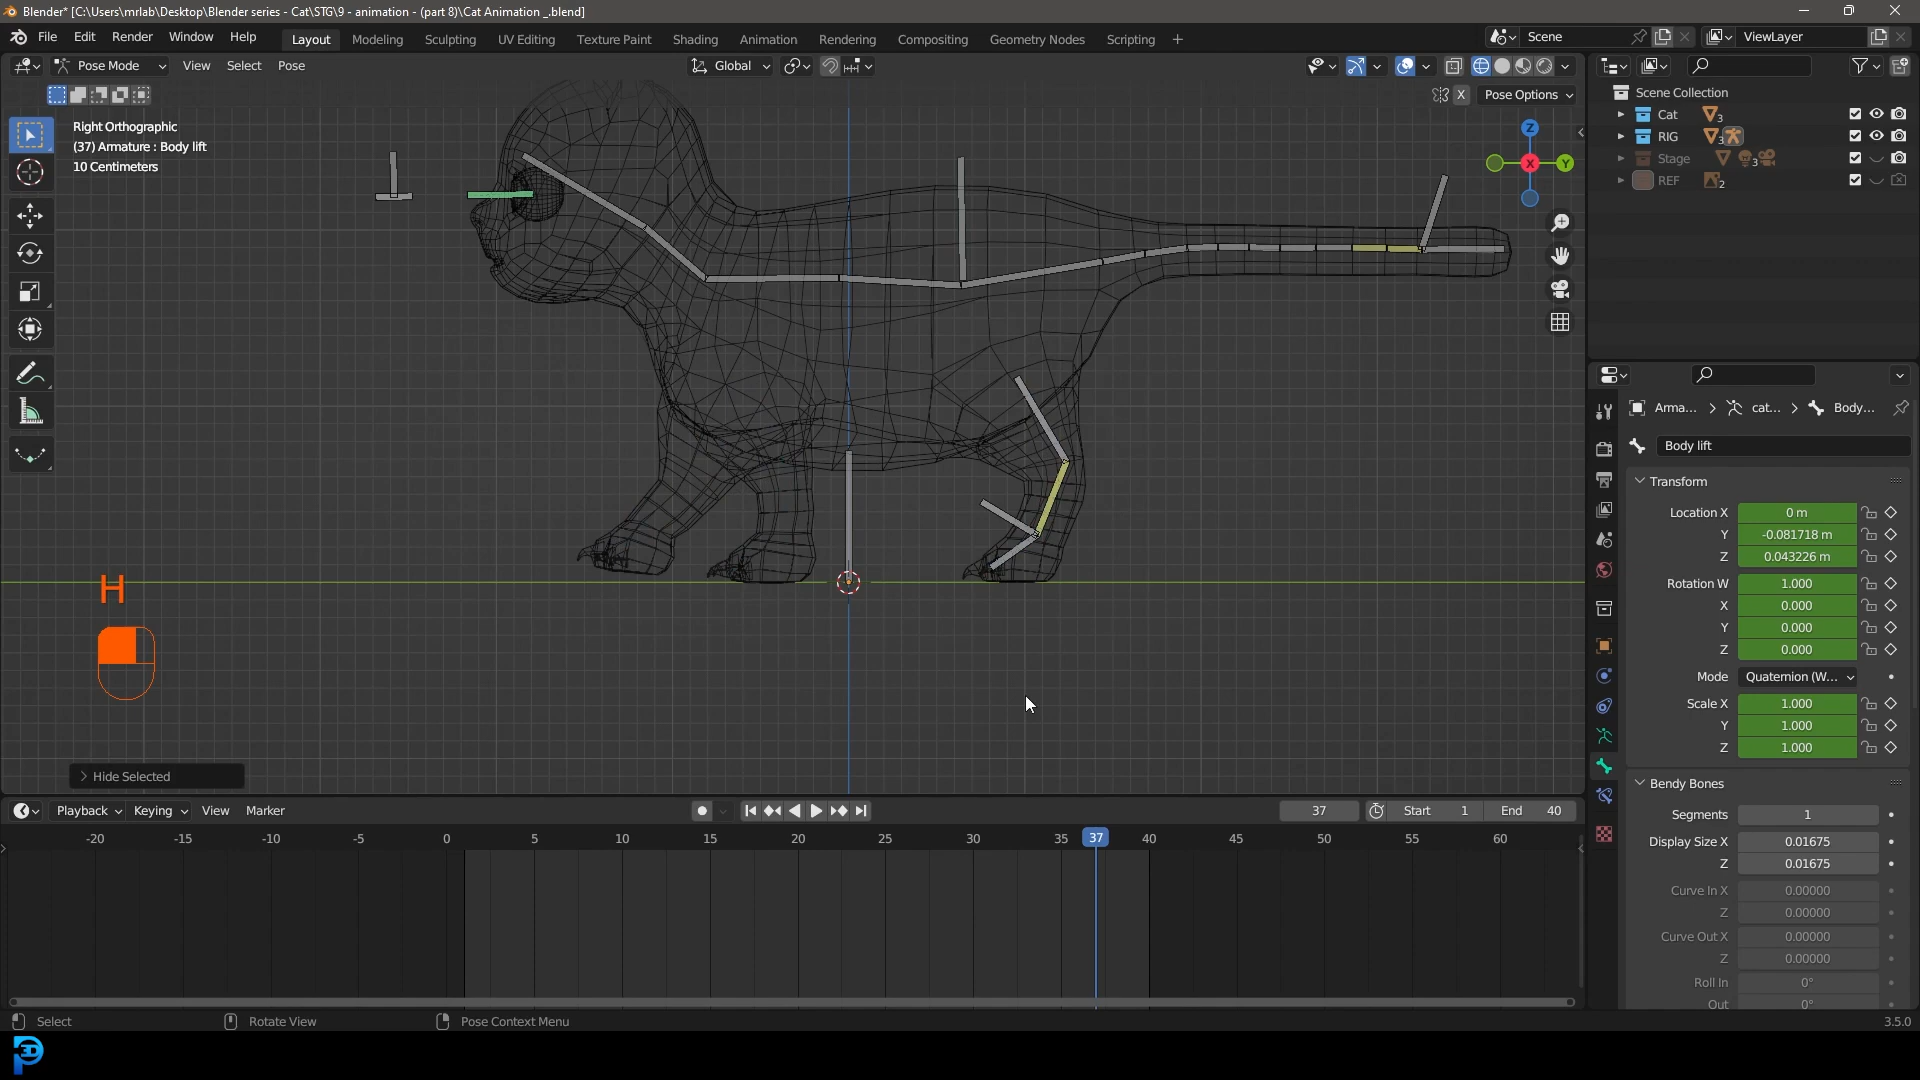 Blender* [C:\Users\mrlab\Desktop\Blender series - Cat\STG\9 - animation - (part 8)\Cat Animation _.blend]
File Edit Render Window Help Layout Modeling Sculpting UV Editing Texture Paint Shading Animation Rendering Compositing Geometry Nodes Scripting + Scene ViewLayer
Pose Mode View Select Pose Global
X Pose Options
Scene Collection
Cat 3
RIG 3
Stage 3
REF 2
Right Orthographic
(37) Armature : Body lift
10 Centimeters
Z
X
Y
H
Hide Selected
Arma... cat... Body...
Body lift
Transform
Location X 0 m
Y -0.081718 m
Z 0.043226 m
Rotation W 1.000
X 0.000
Y 0.000
Z 0.000
Mode Quaternion (W...
Scale X 1.000
Y 1.000
Z 1.000
Bendy Bones
Segments 1
Display Size X 0.01675
Z 0.01675
Curve In X 0.00000
Z 0.00000
Curve Out X 0.00000
Z 0.00000
Roll In 0°
Out 0°
Playback Keying View Marker 37 Start 1 End 40
-20 -15 -10 -5 0 5 10 15 20 25 30 35 37 40 45 50 55 60
Select Rotate View Pose Context Menu 3.5.0
3D